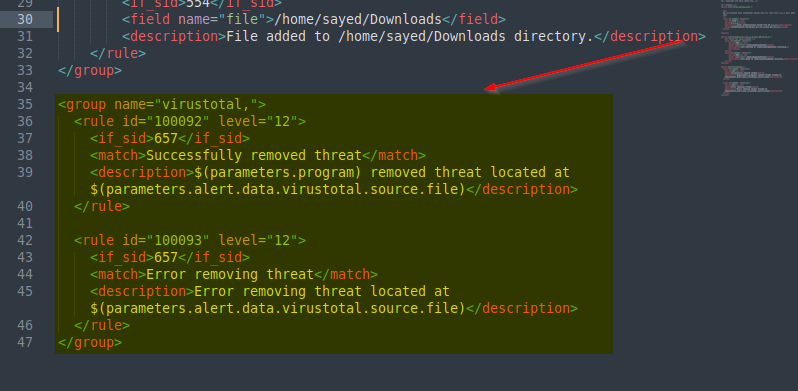 29 <if_sid>554</if_sid>
30 <field name="file">/home/sayed/Downloads</field>
31 <description>File added to /home/sayed/Downloads directory.</description>
32 </rule>
33 </group>
34
35 <group name="virustotal,">
36 <rule id="100092" level="12">
37 <if_sid>657</if_sid>
38 <match>Successfully removed threat</match>
39 <description>$(parameters.program) removed threat located at
$(parameters.alert.data.virustotal.source.file)</description>
40 </rule>
41
42 <rule id="100093" level="12">
43 <if_sid>657</if_sid>
44 <match>Error removing threat</match>
45 <description>Error removing threat located at
$(parameters.alert.data.virustotal.source.file)</description>
46 </rule>
47 </group>